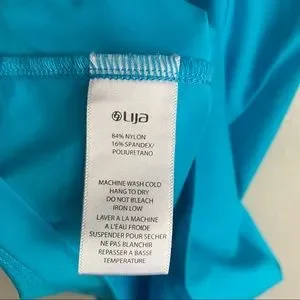 Lija
84% NYLON
16% SPANDEX/
POLIURETANO
MACHINE WASH COLD
HANG TO DRY
DO NOT BLEACH
IRON LOW
LAVER A LA MACHINE
A L'EAU FROIDE
SUSPENDER POUR SECHER
NE PAS BLANCHIR
REPASSER A BASSE
TEMPERATURE